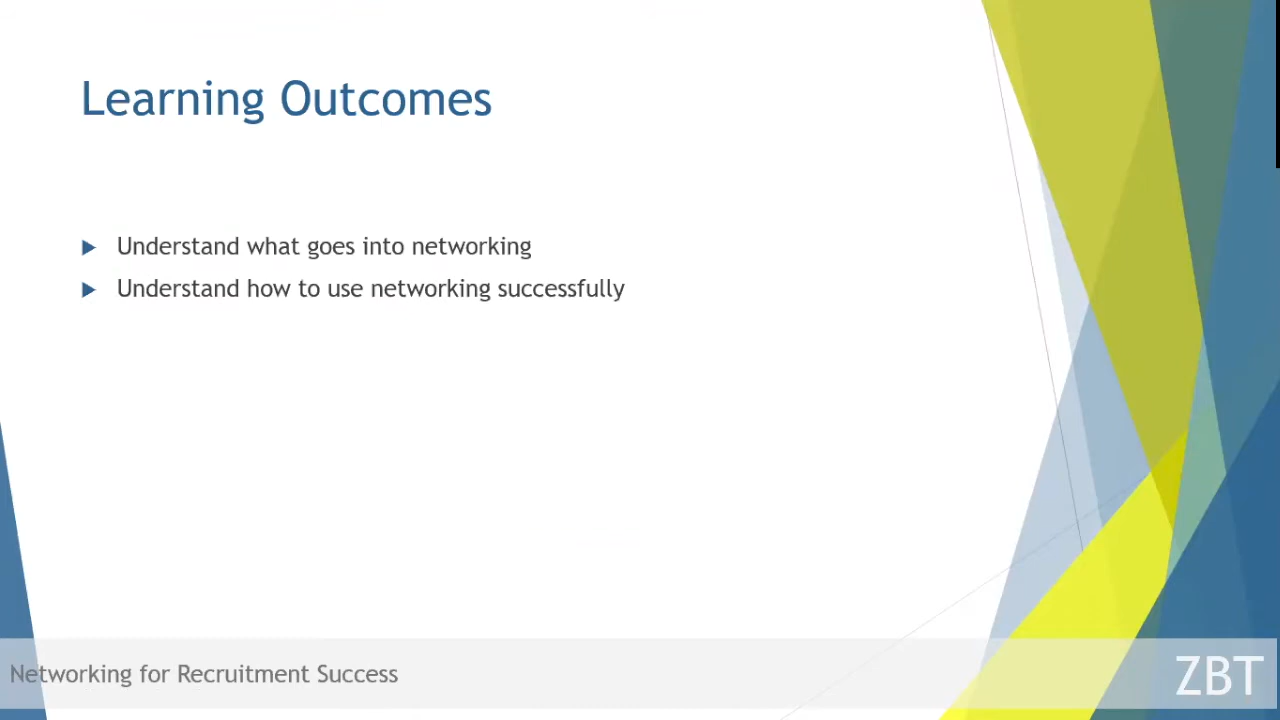 Learning Outcomes
Understand what goes into networking
Understand how to use networking successfully
Networking for Recruitment Success
ZBT